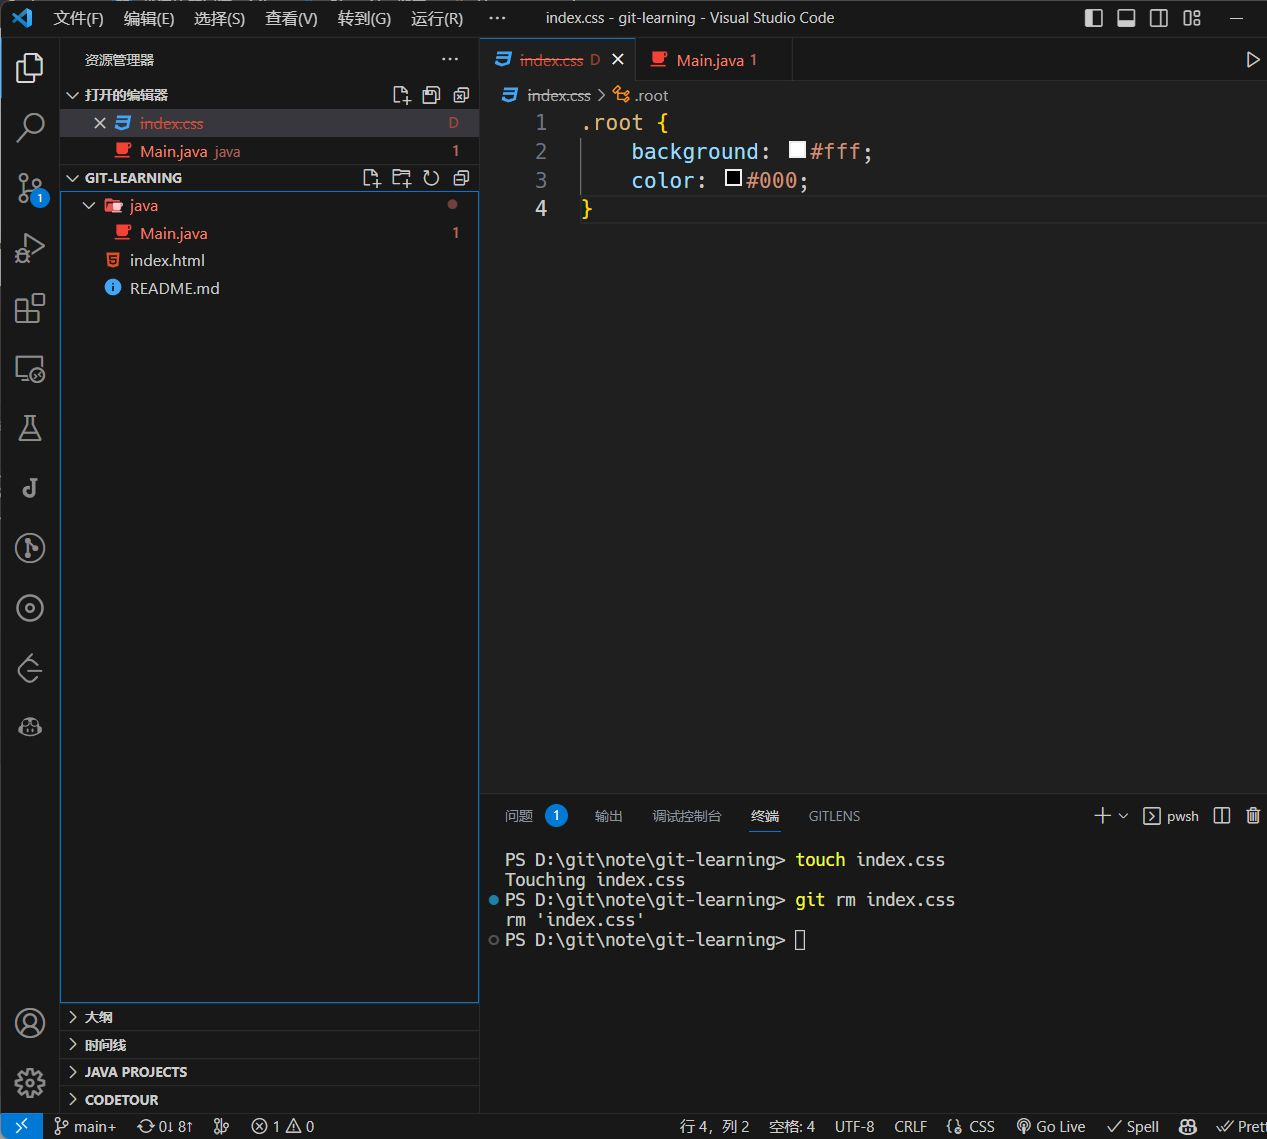 文件(F) 编辑(E) 选择(S) 查看(V) 转到(G) 运行(R) ··· index.css - git-learning - Visual Studio Code
资源管理器 ···
打开的编辑器
index.css D
Main.java java 1
GIT-LEARNING
java
Main.java 1
index.html
README.md
大纲
时间线
JAVA PROJECTS
CODETOUR
1
index.css D
Main.java 1
index.css > .root
1 .root {
2 background: #fff;
3 color: #000;
4 }
问题 1 输出 调试控制台 终端 GITLENS
pwsh
PS D:\git\note\git-learning> touch index.css
Touching index.css
PS D:\git\note\git-learning> git rm index.css
rm 'index.css'
PS D:\git\note\git-learning>
main+ 0↓ 8↑ 1 0 行 4，列 2 空格: 4 UTF-8 CRLF CSS Go Live Spell Prett